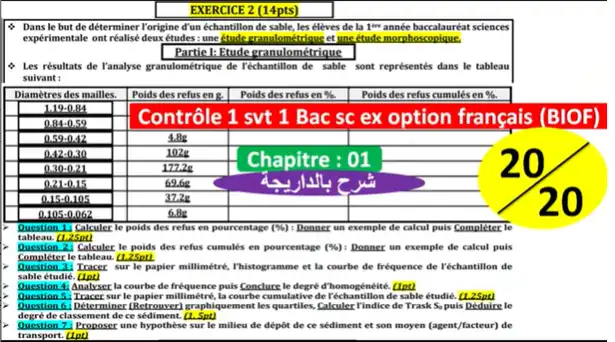 EXERCICE 2 (14pts)
❖ Dans le but de déterminer l'origine d'un échantillon de sable, les élèves de la 1ère année baccalauréat sciences
expérimentale ont réalisé deux études : une étude granulométrique et une étude morphoscopique.
Partie I: Etude granulométrique
❖ Les résultats de l'analyse granulométrique de l'échantillon de sable sont représentés dans le tableau
suivant :
Diamètres des mailles. Poids des refus en g. Poids des refus en %. Poids des refus cumulés en %.
1.19-0.84
Contrôle 1 svt 1 Bac sc ex option français (BIOF)
0.84-0.59
0.59-0.42 4.8g
0.42-0.30 102g
Chapitre : 01
0.30-0.21 177.2g
20/20
0.21-0.15 69.6g
شرح بالداريجة
0.15-0.105 37.2g
0.105-0.062 6.8g
➢ Question 1 : Calculer le poids des refus en pourcentage (%) : Donner un exemple de calcul puis Compléter le
tableau. (1.25pt)
➢ Question 2 : Calculer le poids des refus cumulés en pourcentage (%) : Donner un exemple de calcul puis
Compléter le tableau. (1.25pt)
➢ Question 3 : Tracer sur le papier millimétré, l'histogramme et la courbe de fréquence de l'échantillon de
sable étudié. (1pt)
➢ Question 4: Analyser la courbe de fréquence puis Conclure le degré d'homogénéité. (1pt)
➢ Question 5 : Tracer sur le papier millimétré, la courbe cumulative de l'échantillon de sable étudié. (1.25pt)
➢ Question 6 : Déterminer (Retrouver) graphiquement les quartiles, Calculer l'indice de Trask S₀ puis Déduire le
degré de classement de ce sédiment. (1. 5pt)
➢ Question 7 : Proposer une hypothèse sur le milieu de dépôt de ce sédiment et son moyen (agent/facteur) de
transport. (1pt)